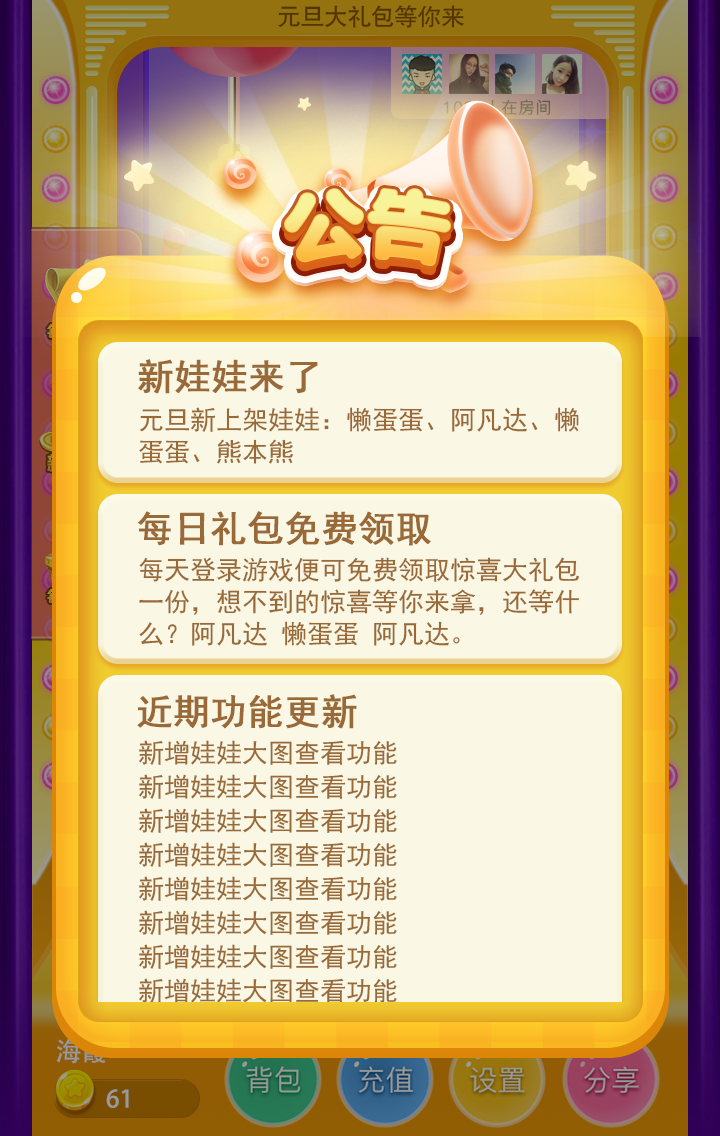 元旦大礼包等你来
人在房间
公告
新娃娃来了
元旦新上架娃娃：懒蛋蛋、阿凡达、懒
蛋蛋、熊本熊
每日礼包免费领取
每天登录游戏便可免费领取惊喜大礼包
一份，想不到的惊喜等你来拿，还等什
么？阿凡达 懒蛋蛋 阿凡达。
近期功能更新
新增娃娃大图查看功能
新增娃娃大图查看功能
新增娃娃大图查看功能
新增娃娃大图查看功能
新增娃娃大图查看功能
新增娃娃大图查看功能
新增娃娃大图查看功能
新增娃娃大图查看功能
海霞
61
背包
充值
设置
分享